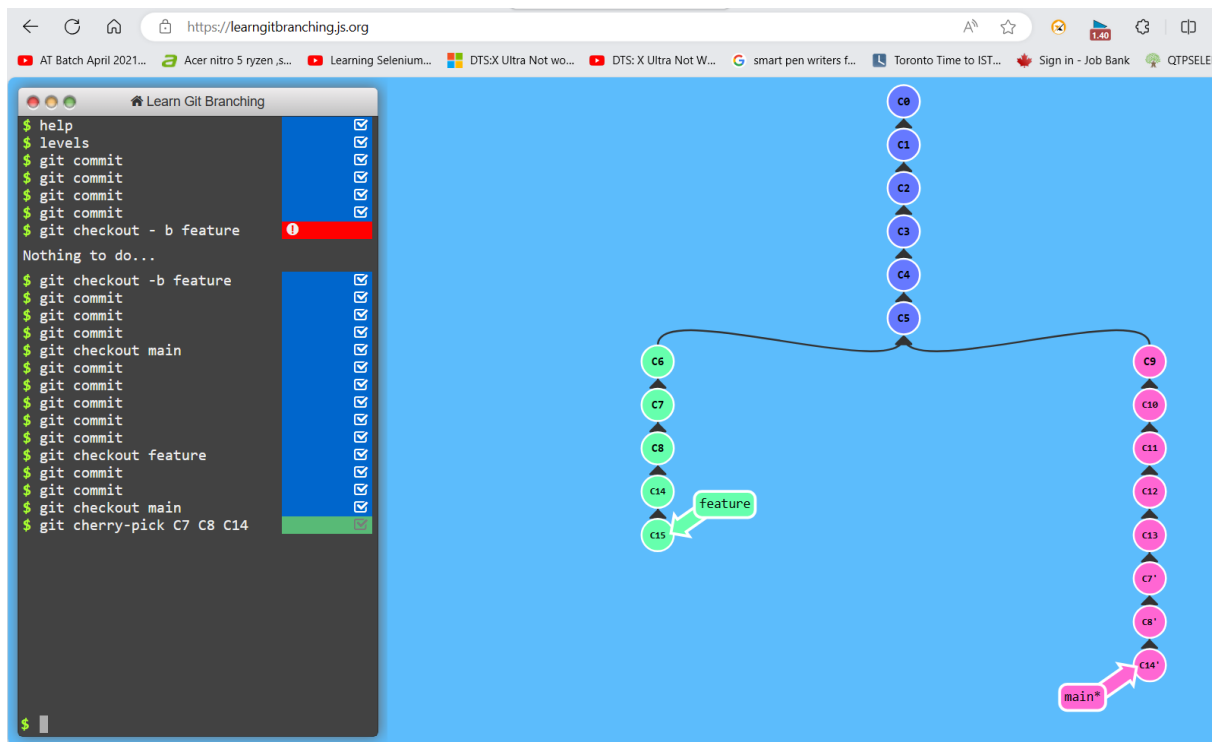 https://learngitbranching.js.org
1.40
AT Batch April 2021...
Acer nitro 5 ryzen ,s...
Learning Selenium...
DTS:X Ultra Not wo...
DTS: X Ultra Not W...
smart pen writers f...
Toronto Time to IST...
Sign in - Job Bank
QTPSELE
Learn Git Branching
$ help
$ levels
$ git commit
$ git commit
$ git commit
$ git commit
$ git checkout - b feature
Nothing to do...
$ git checkout -b feature
$ git commit
$ git commit
$ git commit
$ git checkout main
$ git commit
$ git commit
$ git commit
$ git commit
$ git commit
$ git checkout feature
$ git commit
$ git commit
$ git checkout main
$ git cherry-pick C7 C8 C14
$
C0
C1
C2
C3
C4
C5
C6
C7
C8
C14
C15
feature
C9
C10
C11
C12
C13
C7'
C8'
C14'
main*